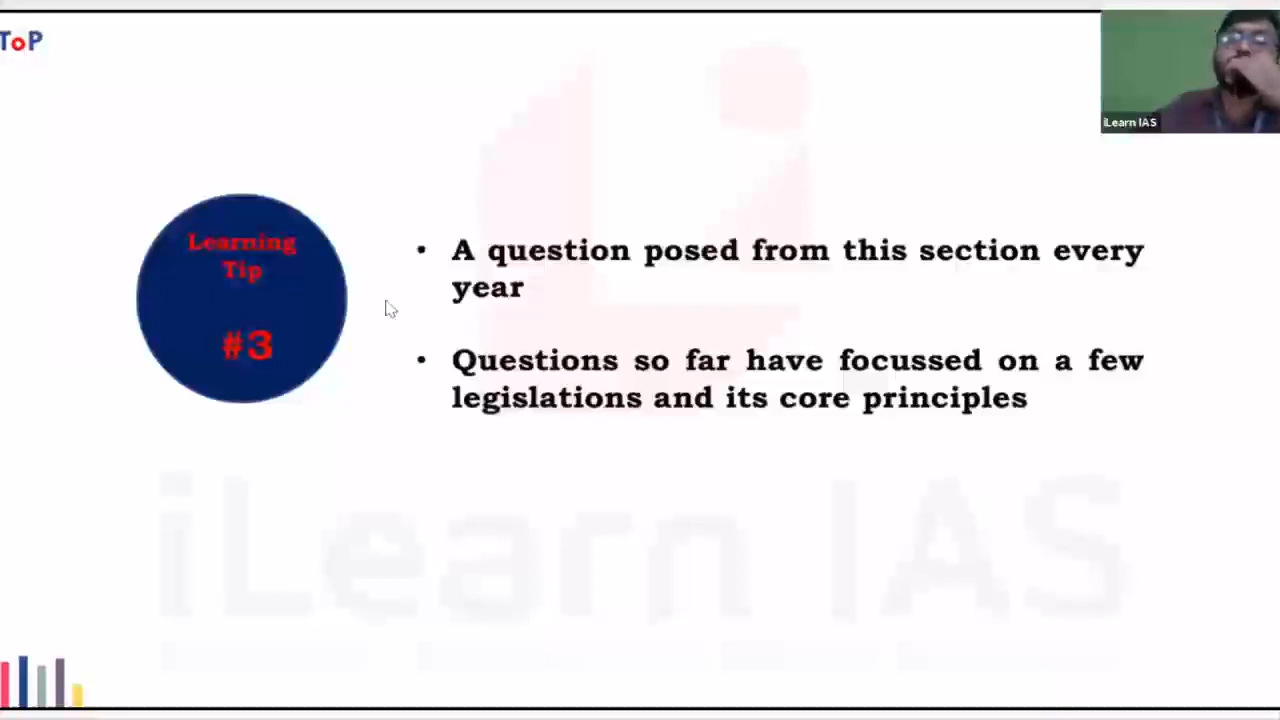 ToP
iLearn IAS
Learning
Tip
#3
• A question posed from this section every
year
• Questions so far have focussed on a few
legislations and its core principles
iLearn IAS